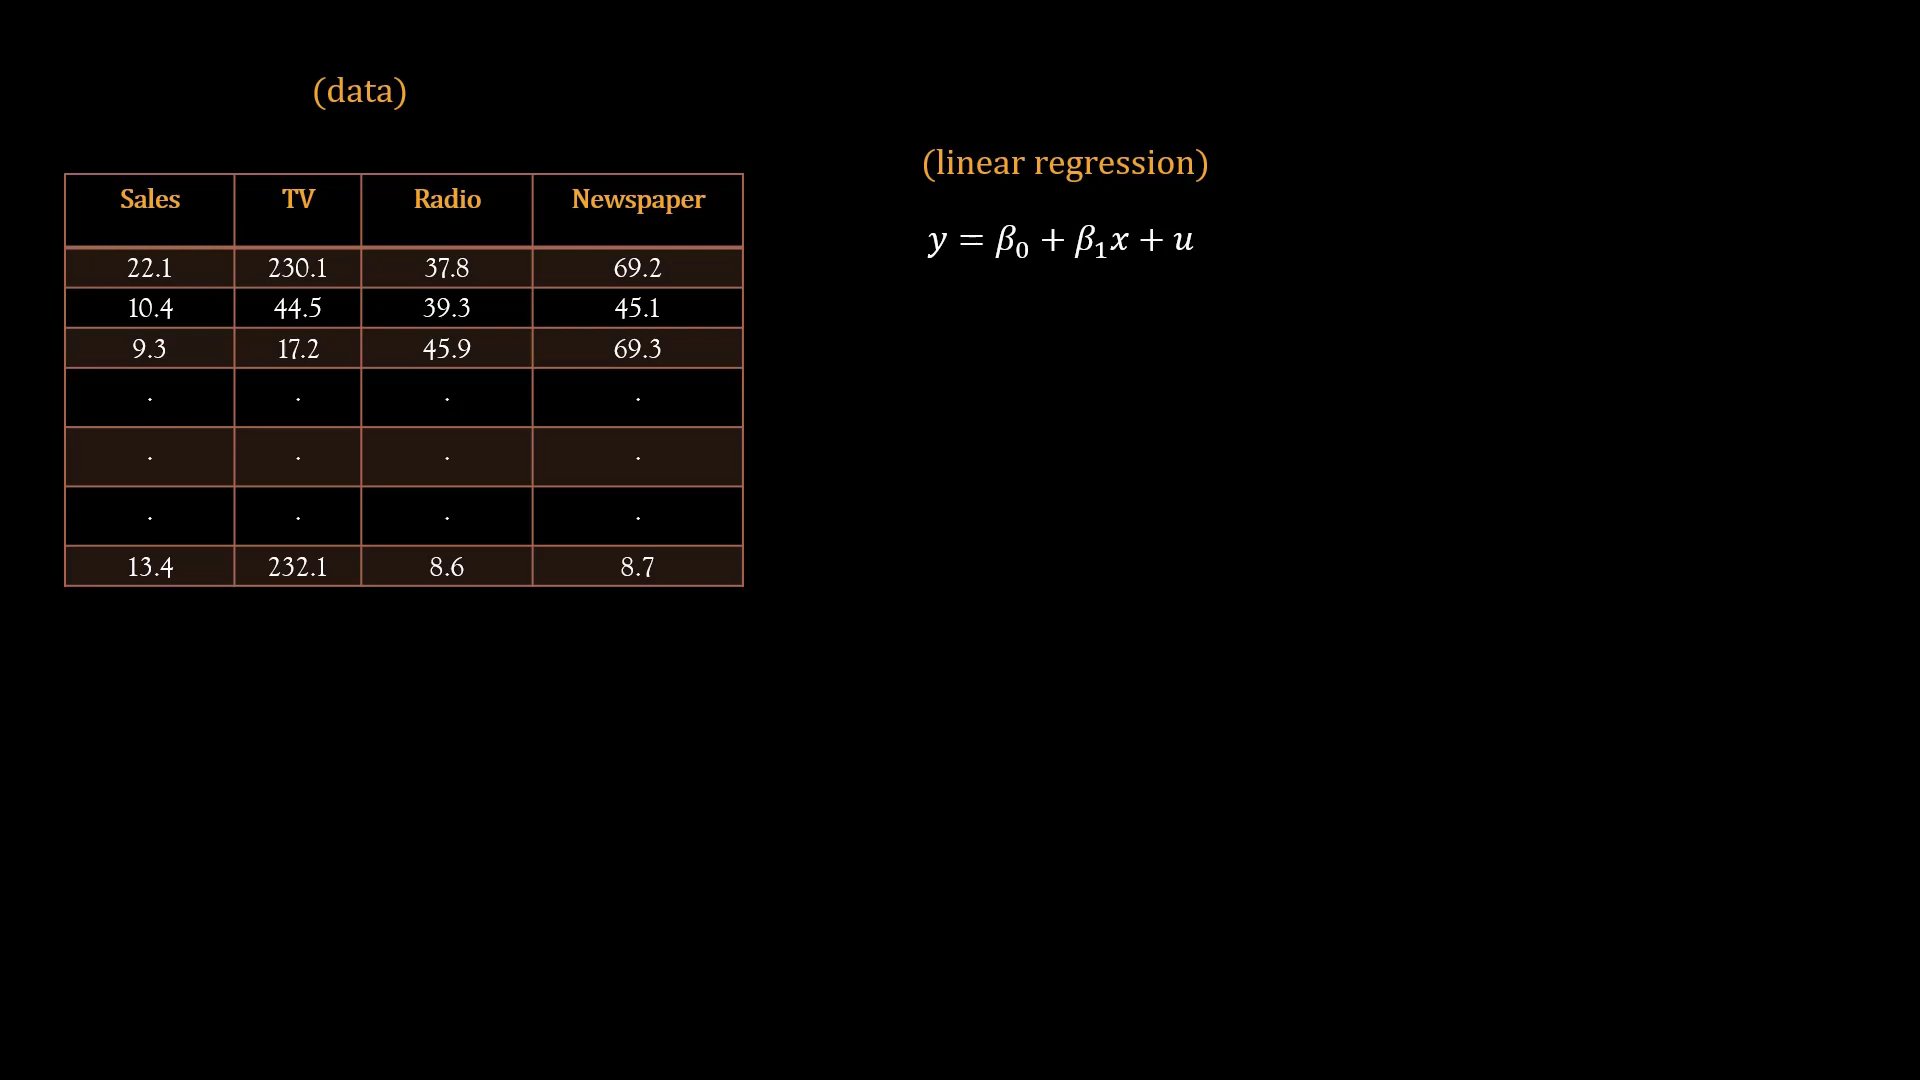 (data)
Sales TV Radio Newspaper
22.1 230.1 37.8 69.2
10.4 44.5 39.3 45.1
9.3 17.2 45.9 69.3
. . . .
. . . .
. . . .
13.4 232.1 8.6 8.7
(linear regression)
y = β₀ + β₁x + u